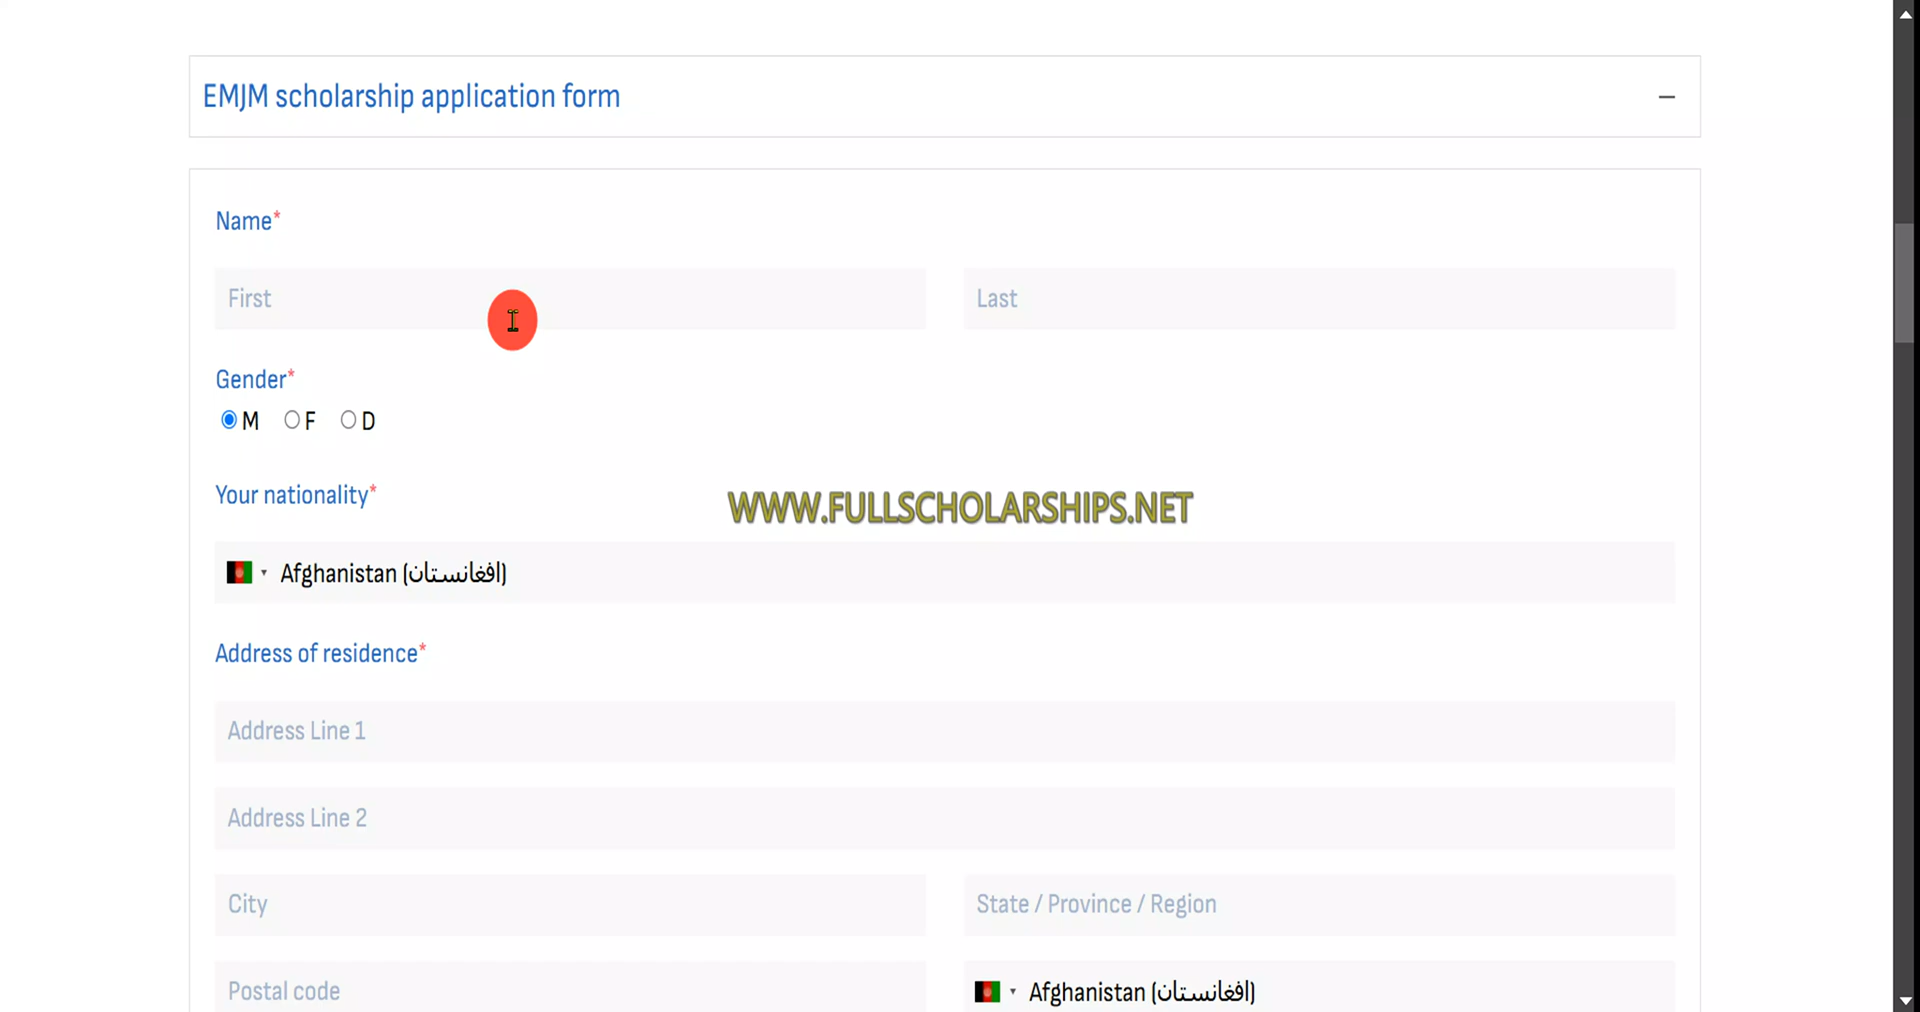 EMJM scholarship application form
Name*
First
Last
Gender*
M F D
Your nationality*
WWW.FULLSCHOLARSHIPS.NET
Afghanistan (افغانستان)
Address of residence*
Address Line 1
Address Line 2
City
State / Province / Region
Postal code
Afghanistan (افغانستان)